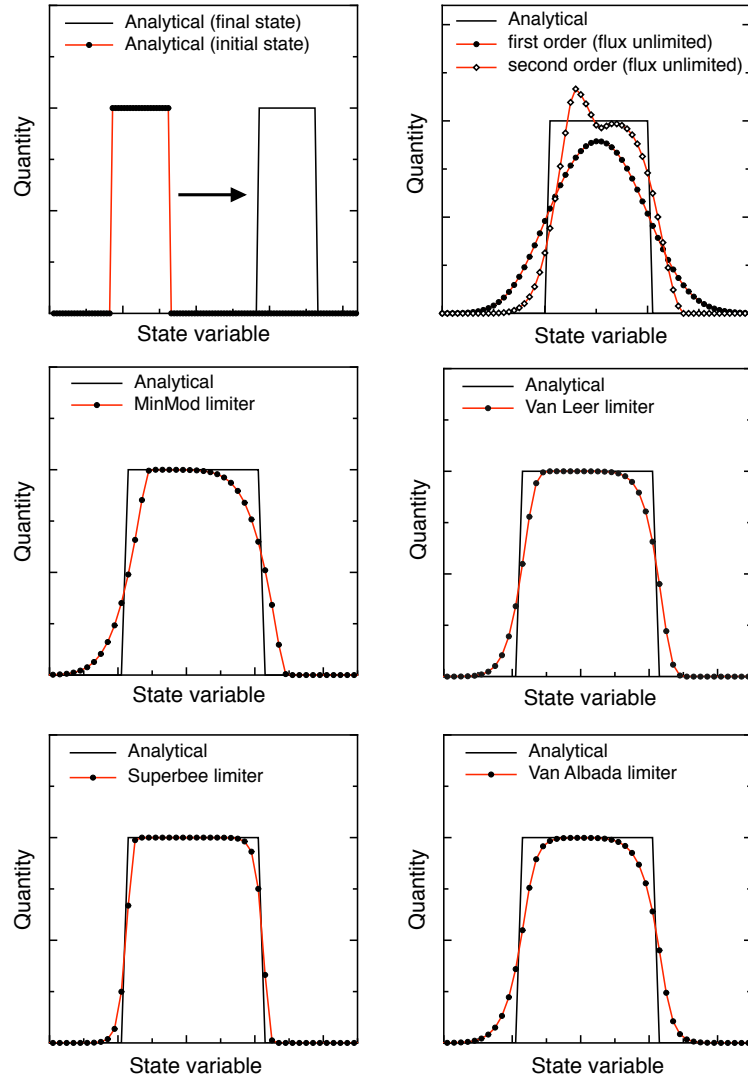 Analytical (final state)
Analytical (initial state)
Quantity
State variable
Analytical
first order (flux unlimited)
second order (flux unlimited)
Quantity
State variable
Analytical
MinMod limiter
Quantity
State variable
Analytical
Van Leer limiter
Quantity
State variable
Analytical
Superbee limiter
Quantity
State variable
Analytical
Van Albada limiter
Quantity
State variable